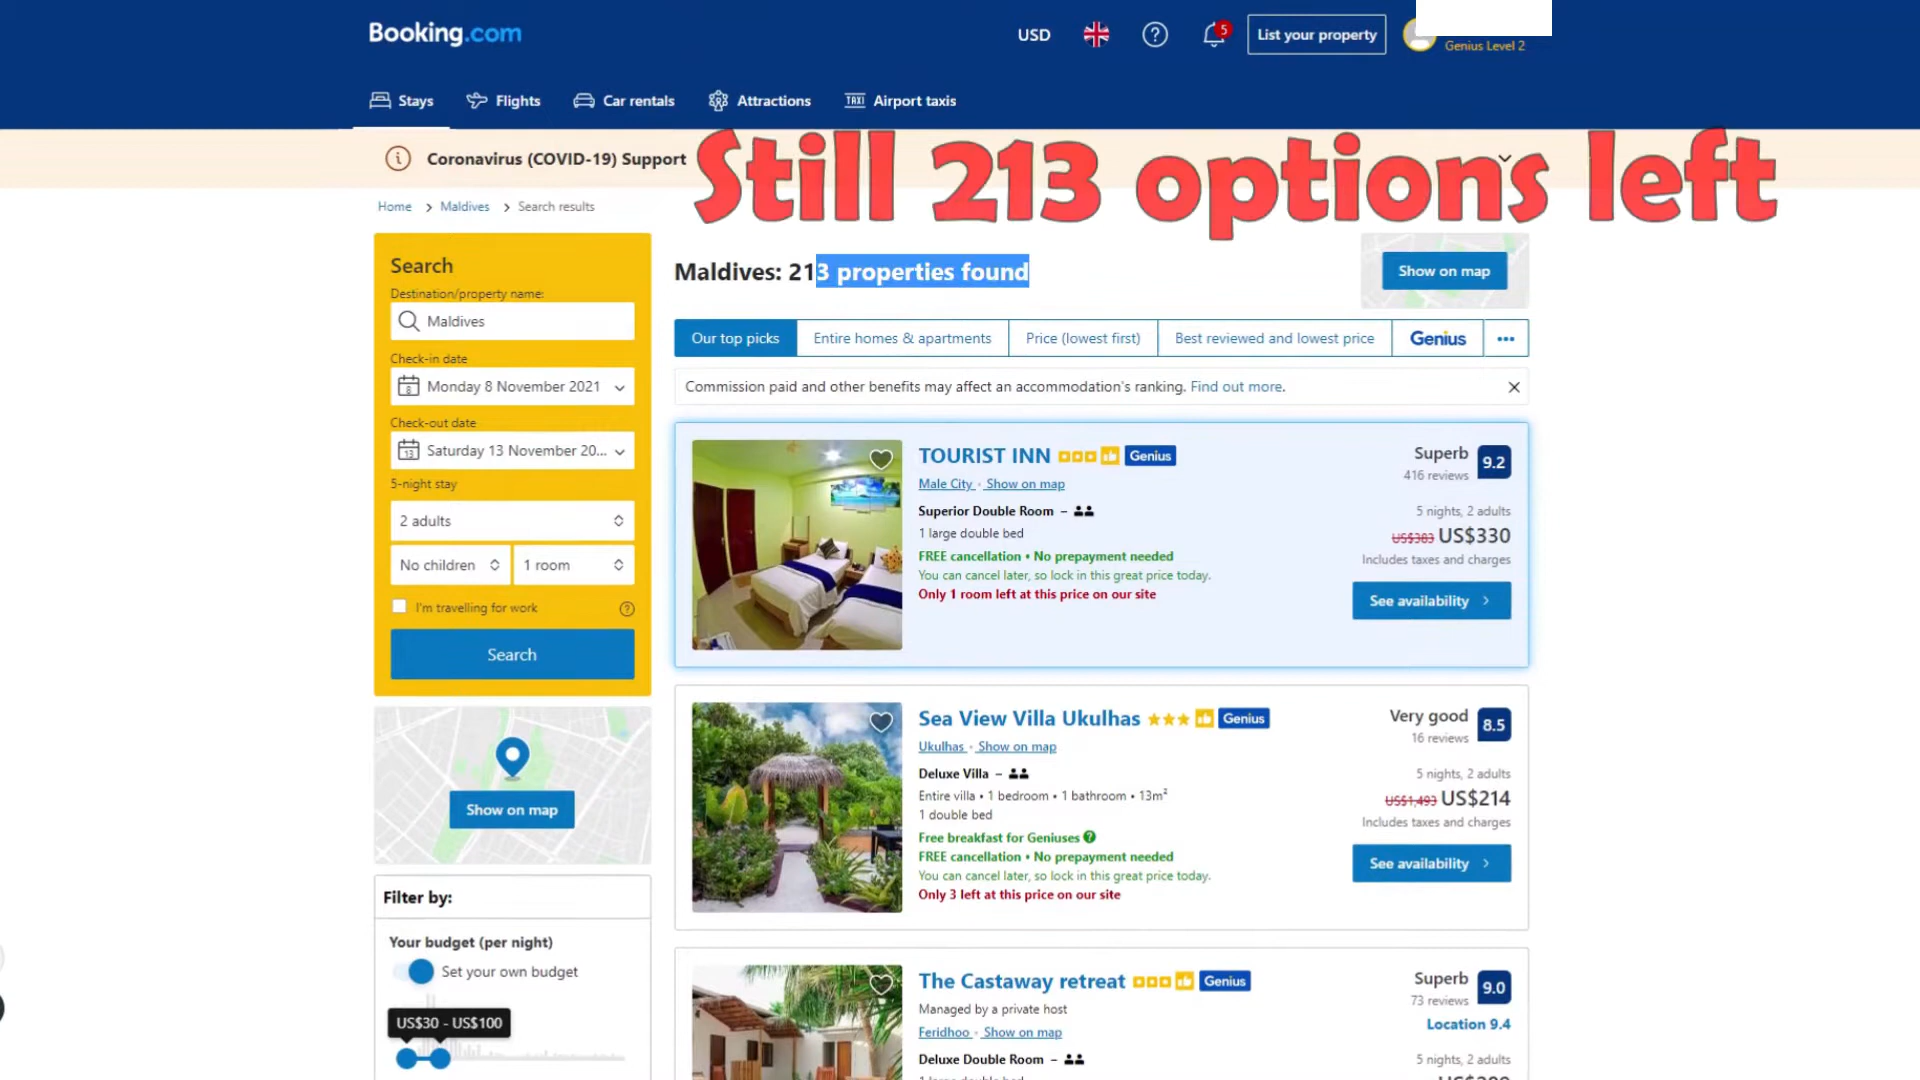 Booking.com
USD
5
List your property
Genius Level 2
Stays
Flights
Car rentals
Attractions
TAXI Airport taxis
Coronavirus (COVID-19) Support
Still 213 options left
Home > Maldives > Search results
Search
Destination/property name:
Maldives
Check-in date
8 Monday 8 November 2021
Check-out date
13 Saturday 13 November 20...
5-night stay
2 adults
No children
1 room
I'm travelling for work
Search
Show on map
Filter by:
Your budget (per night)
Set your own budget
US$30 - US$100
Maldives: 213 properties found
Show on map
Our top picks
Entire homes & apartments
Price (lowest first)
Best reviewed and lowest price
Genius
Commission paid and other benefits may affect an accommodation's ranking. Find out more.
TOURIST INN Genius
Male City · Show on map
Superior Double Room –
1 large double bed
FREE cancellation • No prepayment needed
You can cancel later, so lock in this great price today.
Only 1 room left at this price on our site
Superb 9.2
416 reviews
5 nights, 2 adults
US$383 US$330
Includes taxes and charges
See availability
Sea View Villa Ukulhas Genius
Ukulhas · Show on map
Deluxe Villa –
Entire villa • 1 bedroom • 1 bathroom • 13m²
1 double bed
Free breakfast for Geniuses
FREE cancellation • No prepayment needed
You can cancel later, so lock in this great price today.
Only 3 left at this price on our site
Very good 8.5
16 reviews
5 nights, 2 adults
US$1,493 US$214
Includes taxes and charges
See availability
The Castaway retreat Genius
Managed by a private host
Feridhoo · Show on map
Deluxe Double Room –
Superb 9.0
73 reviews
Location 9.4
5 nights, 2 adults